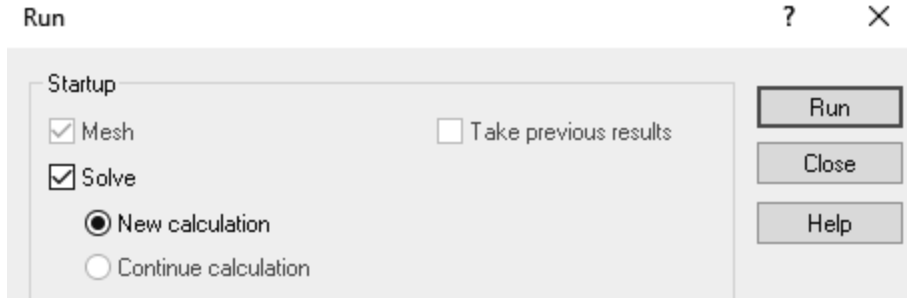 Run ?
Startup
Mesh Take previous results
Run
Solve
Close
New calculation
Help
Continue calculation